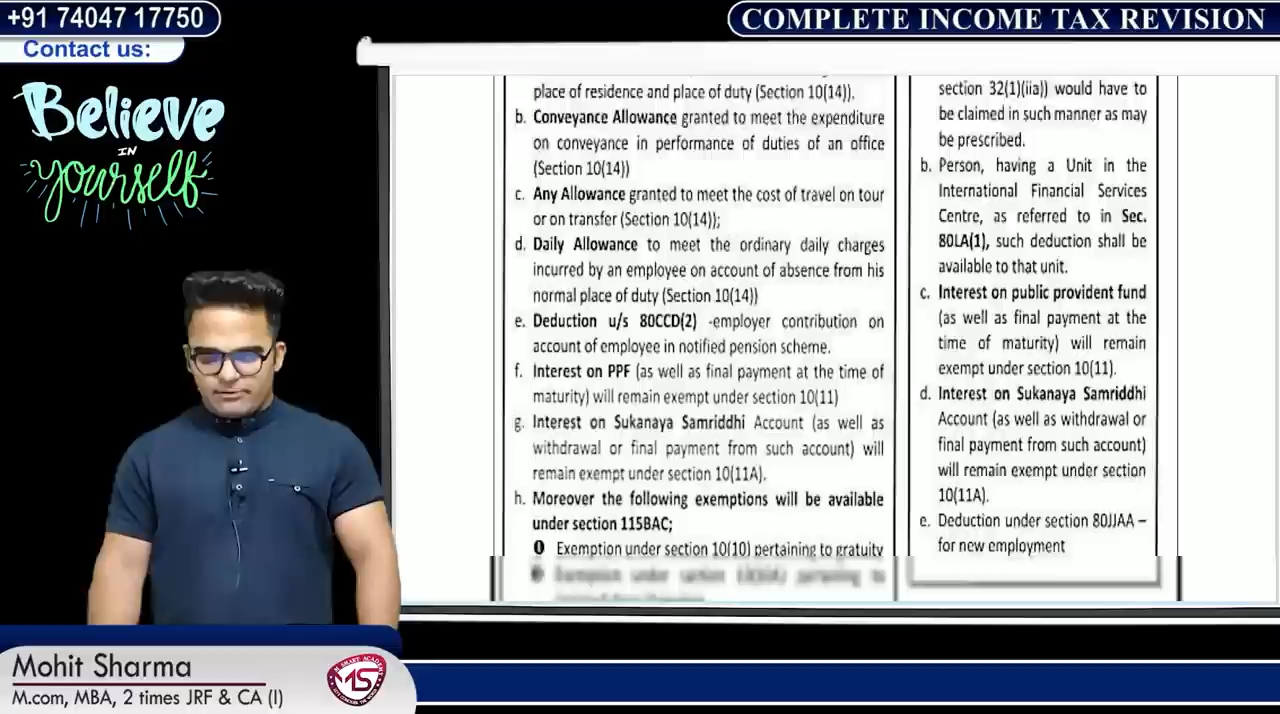 +91 74047 17750
Contact us:
COMPLETE INCOME TAX REVISION
Believe
IN
yourself
place of residence and place of duty (Section 10(14)).
b. Conveyance Allowance granted to meet the expenditure
on conveyance in performance of duties of an office
(Section 10(14))
c. Any Allowance granted to meet the cost of travel on tour
or on transfer (Section 10(14));
d. Daily Allowance to meet the ordinary daily charges
incurred by an employee on account of absence from his
normal place of duty (Section 10(14))
e. Deduction u/s 80CCD(2) -employer contribution on
account of employee in notified pension scheme.
f. Interest on PPF (as well as final payment at the time of
maturity) will remain exempt under section 10(11)
g. Interest on Sukanaya Samriddhi Account (as well as
withdrawal or final payment from such account) will
remain exempt under section 10(11A).
h. Moreover the following exemptions will be available
under section 115BAC;
Exemption under section 10(10) pertaining to gratuity
section 32(1)(iia)) would have to
be claimed in such manner as may
be prescribed.
b. Person, having a Unit in the
International Financial Services
Centre, as referred to in Sec.
80LA(1), such deduction shall be
available to that unit.
c. Interest on public provident fund
(as well as final payment at the
time of maturity) will remain
exempt under section 10(11).
d. Interest on Sukanaya Samriddhi
Account (as well as withdrawal or
final payment from such account)
will remain exempt under section
10(11A).
e. Deduction under section 80JJAA –
for new employment
Mohit Sharma
M.com, MBA, 2 times JRF & CA (I)
MS